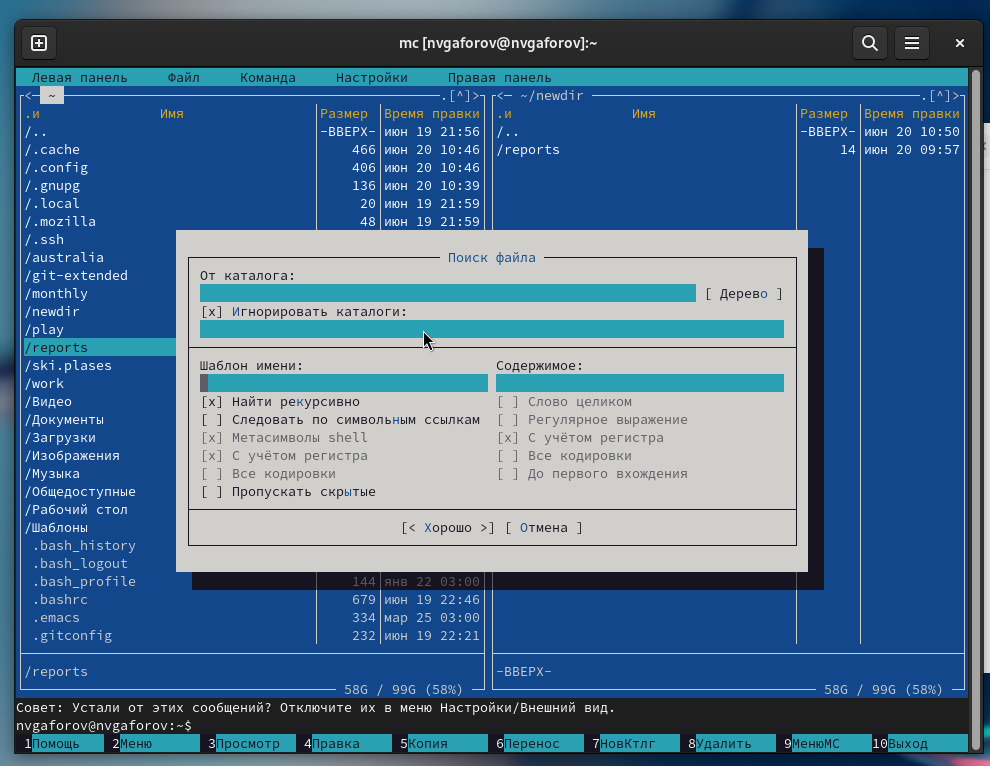 mc [nvgaforov@nvgaforov]:~
Левая панель Файл Команда Настройки Правая панель
<─ ~ .[^]> <─ ~/newdir .[^]>
.и Имя Размер Время правки .и Имя Размер Время правки
/.. -ВВЕРХ- июн 19 21:56 /.. -ВВЕРХ- июн 20 10:50
/.cache 466 июн 20 10:46 /reports 14 июн 20 09:57
/.config 406 июн 20 10:46
/.gnupg 136 июн 20 10:39
/.local 20 июн 19 21:59
/.mozilla 48 июн 19 21:59
/.ssh
/australia
/git-extended
/monthly
/newdir
/play
/reports
/ski.plases
/work
/Видео
/Документы
/Загрузки
/Изображения
/Музыка
/Общедоступные
/Рабочий стол
/Шаблоны
.bash_history
.bash_logout
.bash_profile 144 янв 22 03:00
.bashrc 679 июн 19 22:46
.emacs 334 мар 25 03:00
.gitconfig 232 июн 19 22:21
Поиск файла
От каталога:
[ Дерево ]
[x] Игнорировать каталоги:
Шаблон имени: Содержимое:
[x] Найти рекурсивно [ ] Слово целиком
[ ] Следовать по символьным ссылкам [ ] Регулярное выражение
[x] Метасимволы shell [x] С учётом регистра
[x] С учётом регистра [ ] Все кодировки
[ ] Все кодировки [ ] До первого вхождения
[ ] Пропускать скрытые
[< Хорошо >] [ Отмена ]
/reports -ВВЕРХ-
58G / 99G (58%) 58G / 99G (58%)
Совет: Устали от этих сообщений? Отключите их в меню Настройки/Внешний вид.
nvgaforov@nvgaforov:~$
1Помощь 2Меню 3Просмотр 4Правка 5Копия 6Перенос 7НовКтлг 8Удалить 9МенюMC 10Выход